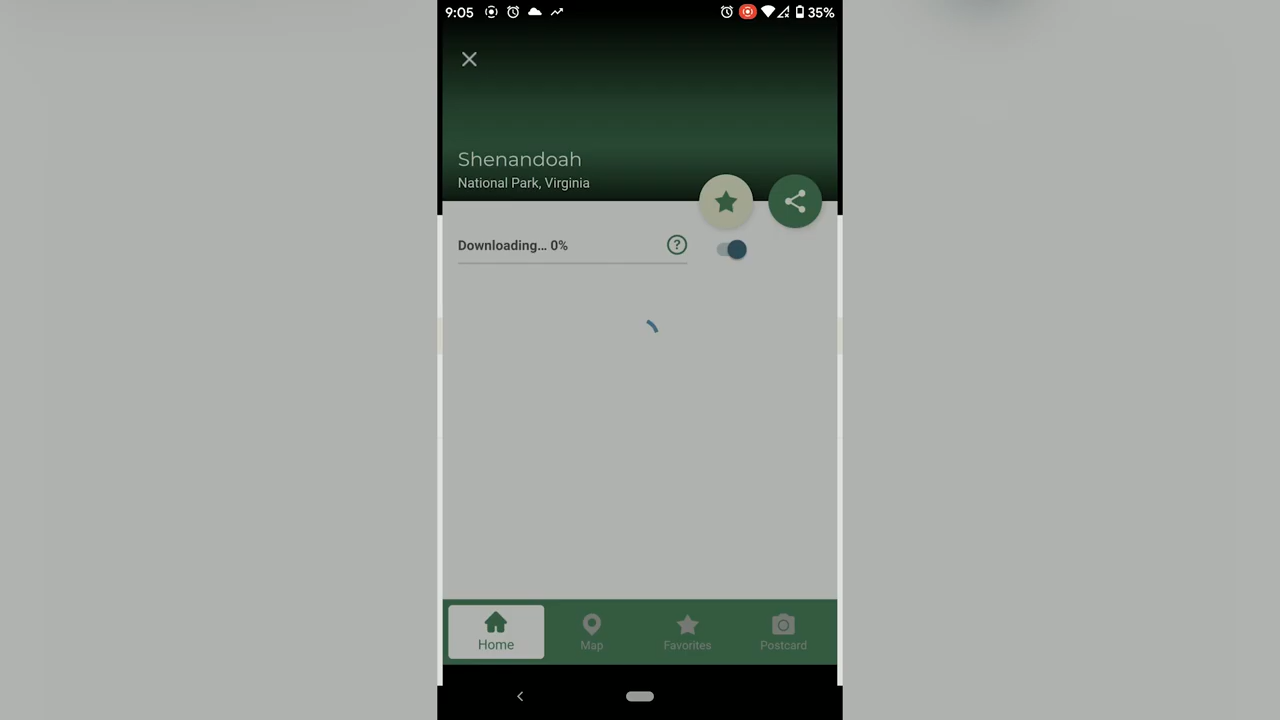 9:05
35%
Shenandoah
National Park, Virginia
Downloading... 0%
?
Home
Map
Favorites
Postcard